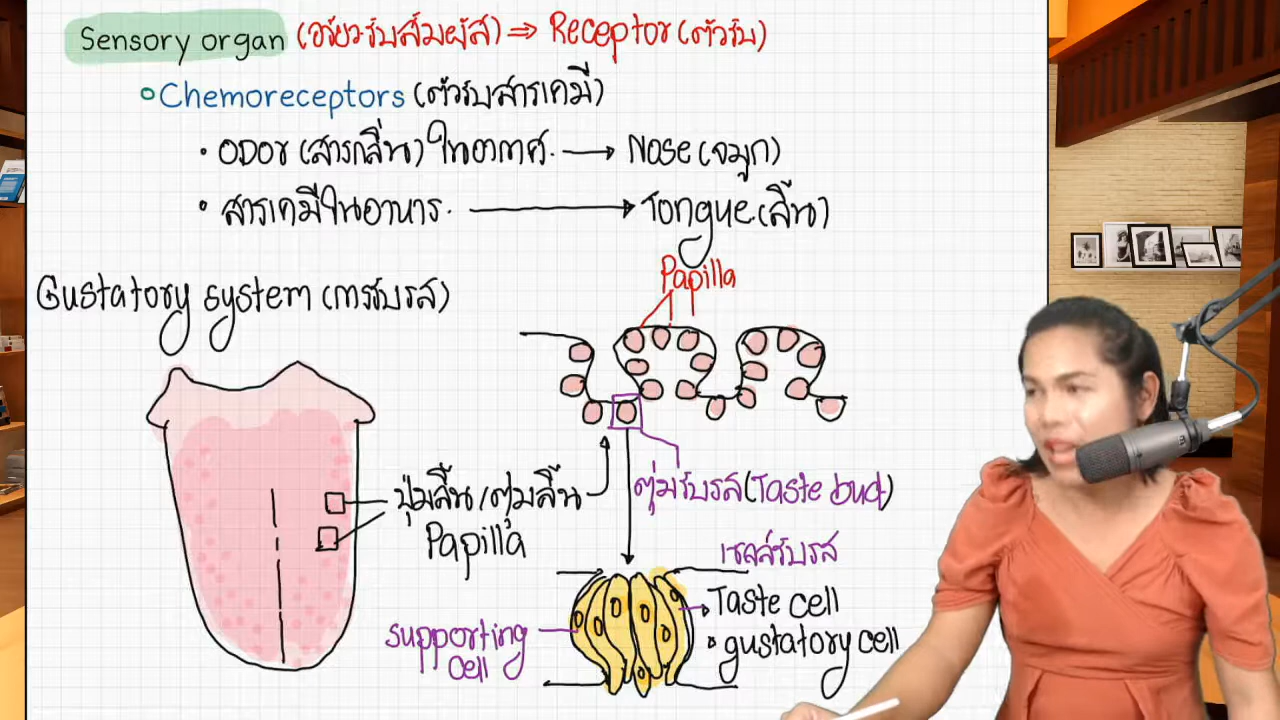 Sensory organ (อวัยวะรับสัมผัส) ⇒ Receptor (ตัวรับ)
Chemoreceptors (ตัวรับสารเคมี)
• ODOR (สารกลิ่น) ในอากาศ → Nose (จมูก)
• สารเคมีในอาหาร → Tongue (ลิ้น)
Papilla
Gustatory system (การรับรส)
ปุ่มลิ้น/ตุ่มลิ้น
Papilla
ตุ่มรับรส (Taste bud)
เซลล์รับรส
Taste cell
• gustatory cell
supporting
cell